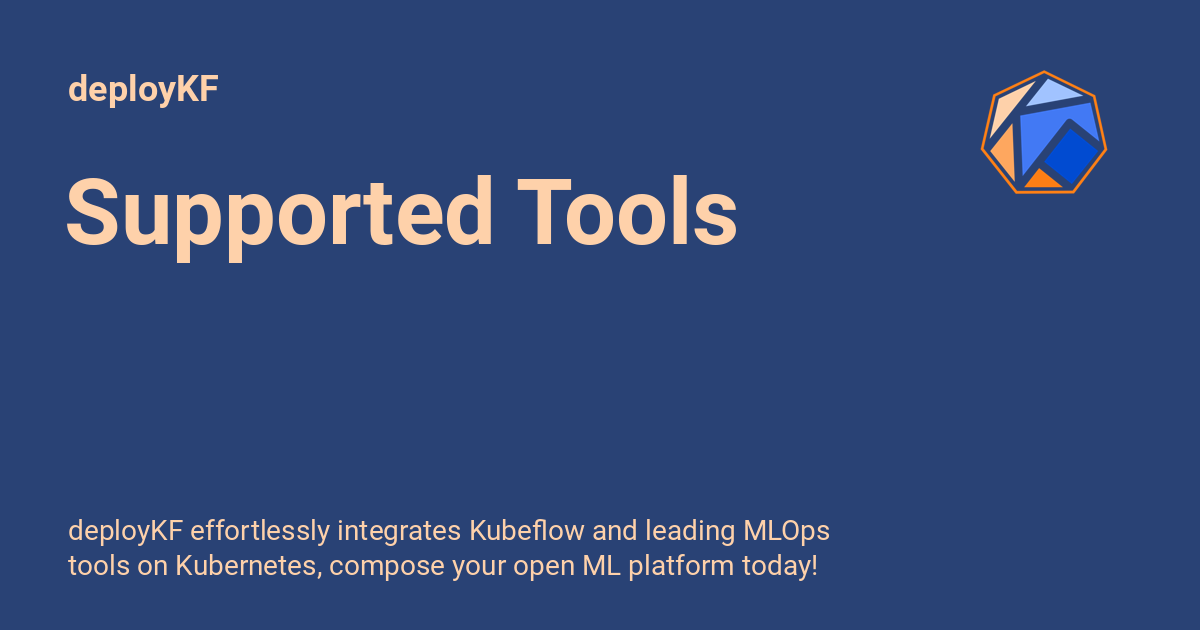 deployKF
Supported Tools
deployKF effortlessly integrates Kubeflow and leading MLOps
tools on Kubernetes, compose your open ML platform today!